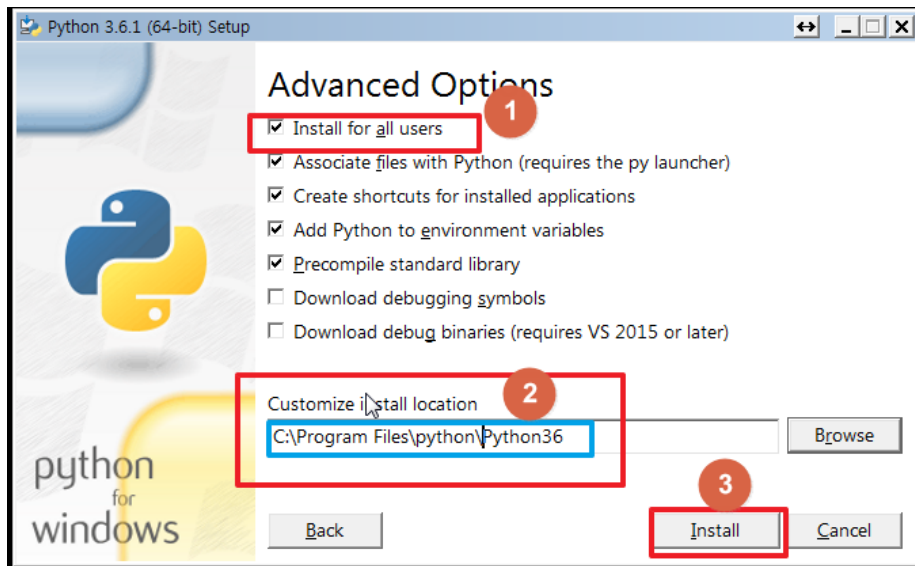 Python 3.6.1 (64-bit) Setup
Advanced Options
1
Install for all users
Associate files with Python (requires the py launcher)
Create shortcuts for installed applications
Add Python to environment variables
Precompile standard library
Download debugging symbols
Download debug binaries (requires VS 2015 or later)
2
Customize install location
C:\Program Files\python\Python36
Browse
python
for
windows
3
Back
Install
Cancel